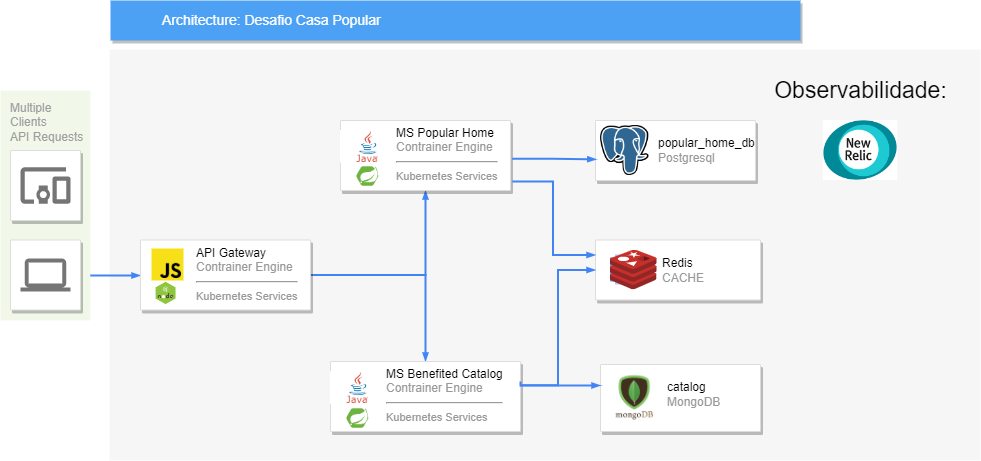 Architecture: Desafio Casa Popular
Observabilidade:
New
Relic
Multiple
Clients
API Requests
MS Popular Home
Contrainer Engine
Java
Kubernetes Services
popular_home_db
Postgresql
API Gateway
Contrainer Engine
JS
node
Kubernetes Services
Redis
CACHE
MS Benefited Catalog
Contrainer Engine
Java
Kubernetes Services
catalog
MongoDB
mongoDB